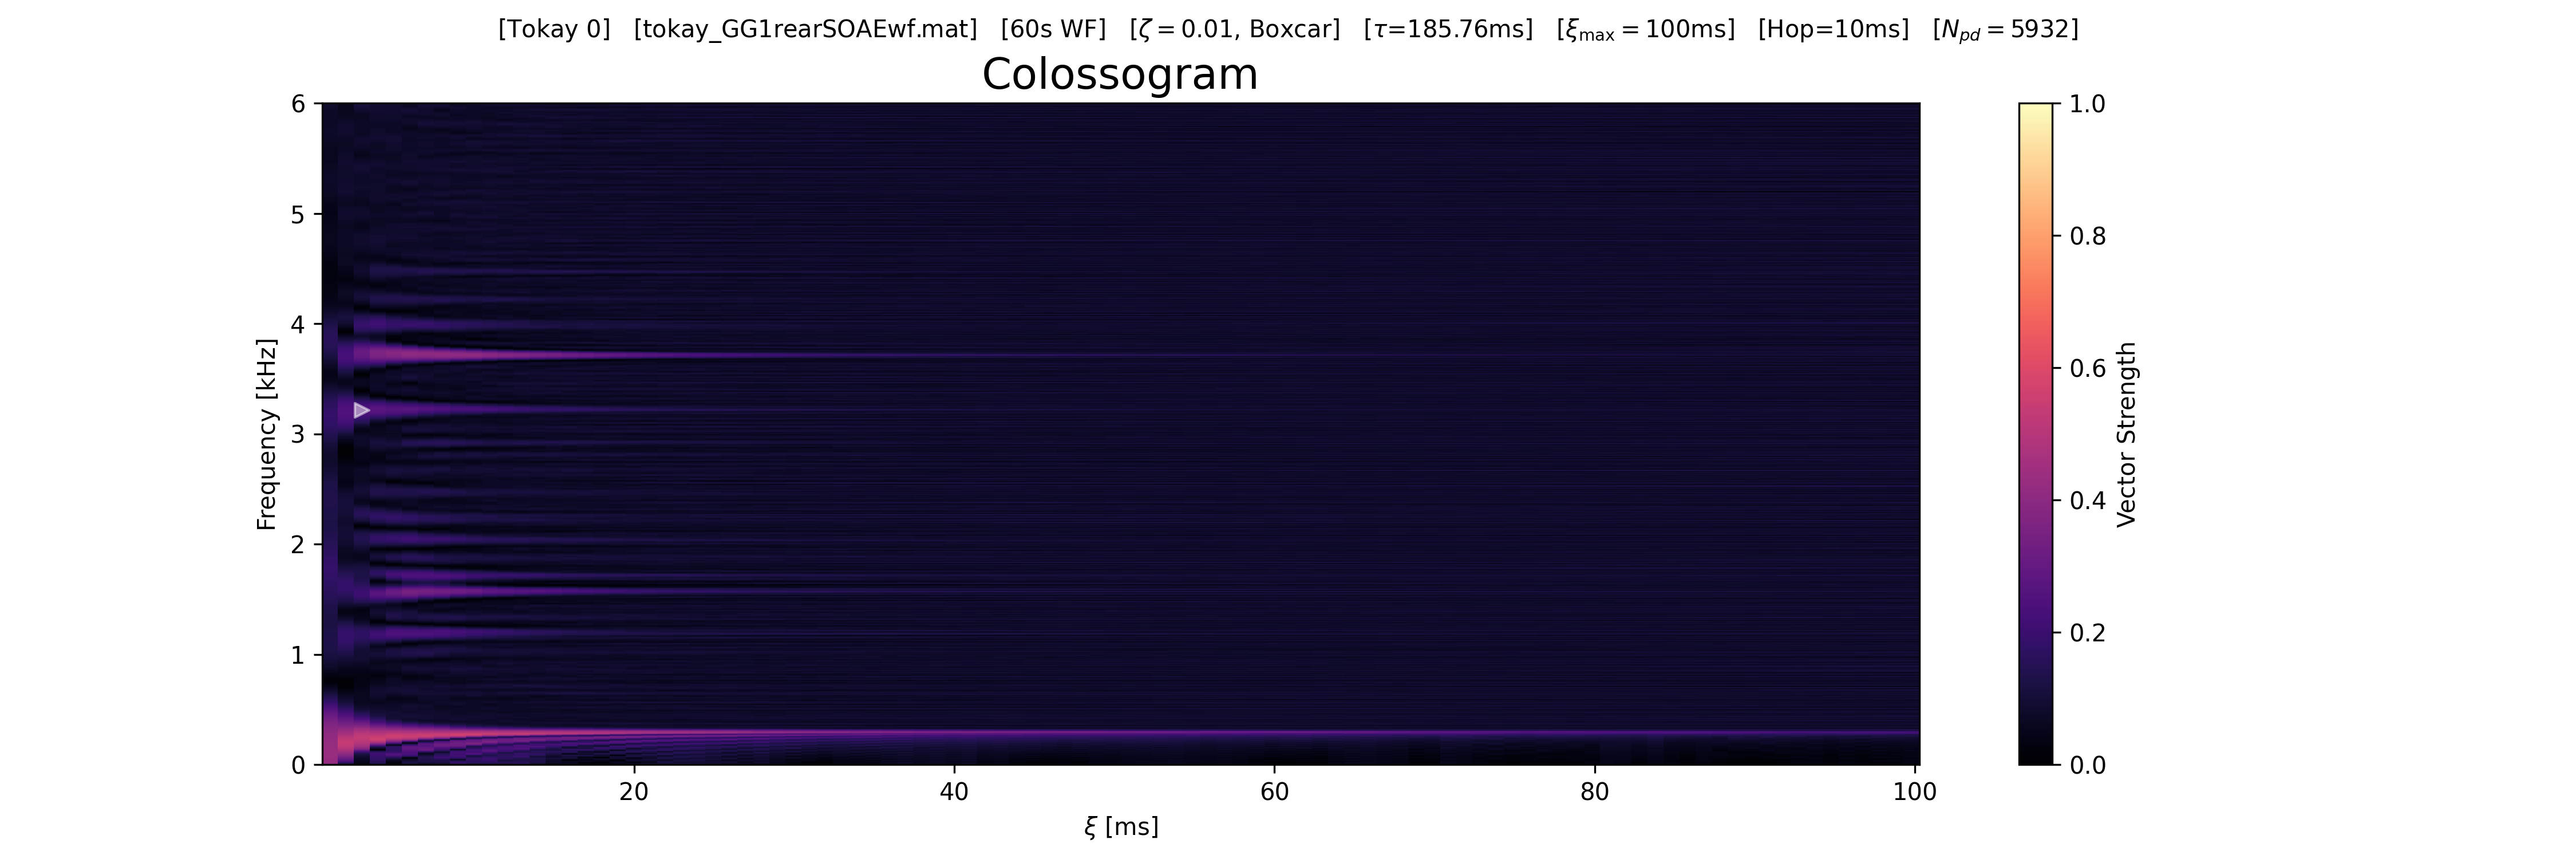 [Tokay 0] [tokay_GG1rearSOAEwf.mat] [60s WF] [ζ = 0.01, Boxcar] [τ=185.76ms] [ξmax = 100ms] [Hop=10ms] [Npd = 5932]
Colossogram
6
5
4
3
2
1
0
Frequency [kHz]
20 40 60 80 100
ξ [ms]
1.0
0.8
0.6
0.4
0.2
0.0
Vector Strength